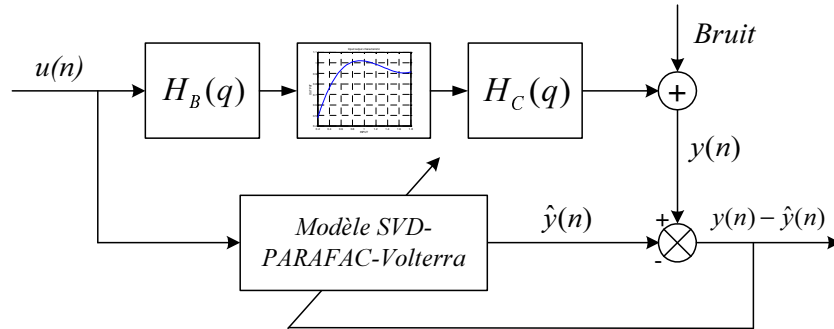 u(n)
H_B(q)
H_C(q)
Bruit
+
y(n)
Modèle SVD-
PARAFAC-Volterra
ŷ(n)
+
-
y(n) − ŷ(n)